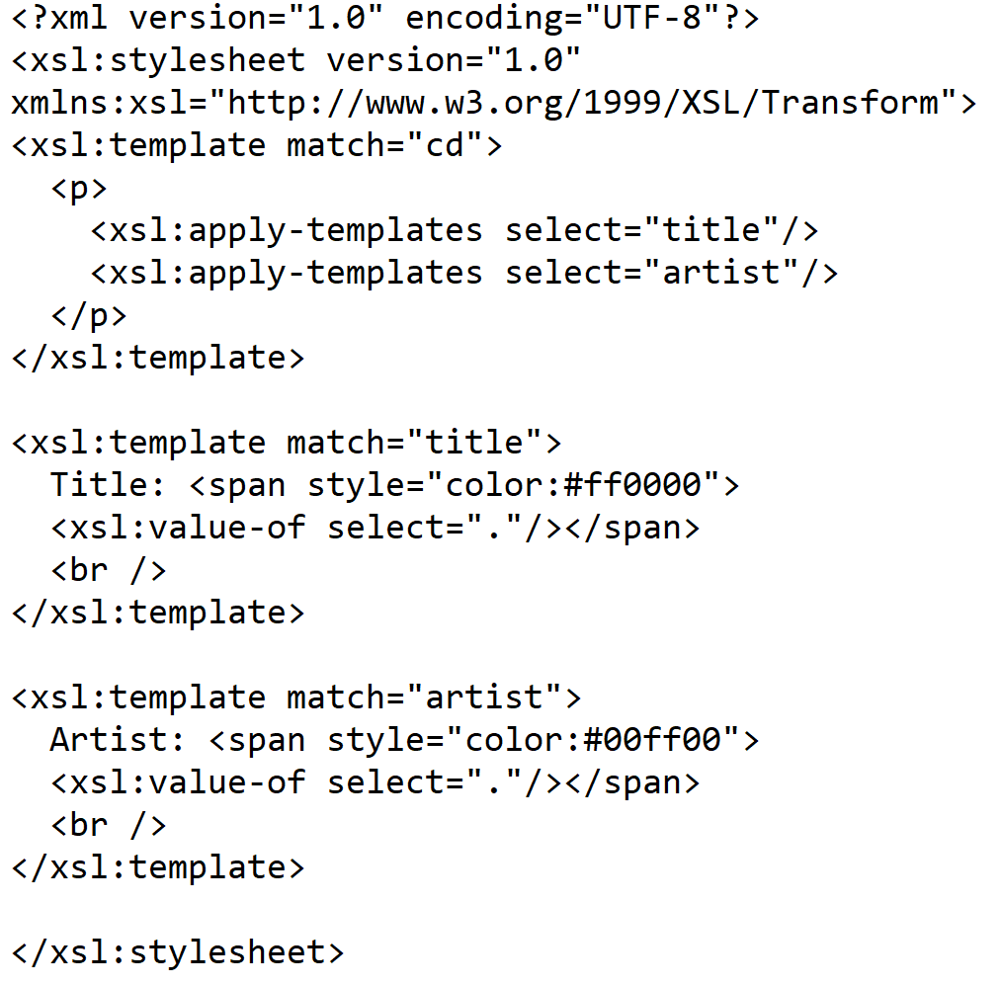 <?xml version="1.0" encoding="UTF-8"?>
<xsl:stylesheet version="1.0"
xmlns:xsl="http://www.w3.org/1999/XSL/Transform">
<xsl:template match="cd">
  <p>
    <xsl:apply-templates select="title"/>
    <xsl:apply-templates select="artist"/>
  </p>
</xsl:template>

<xsl:template match="title">
  Title: <span style="color:#ff0000">
  <xsl:value-of select="."/></span>
  <br />
</xsl:template>

<xsl:template match="artist">
  Artist: <span style="color:#00ff00">
  <xsl:value-of select="."/></span>
  <br />
</xsl:template>

</xsl:stylesheet>